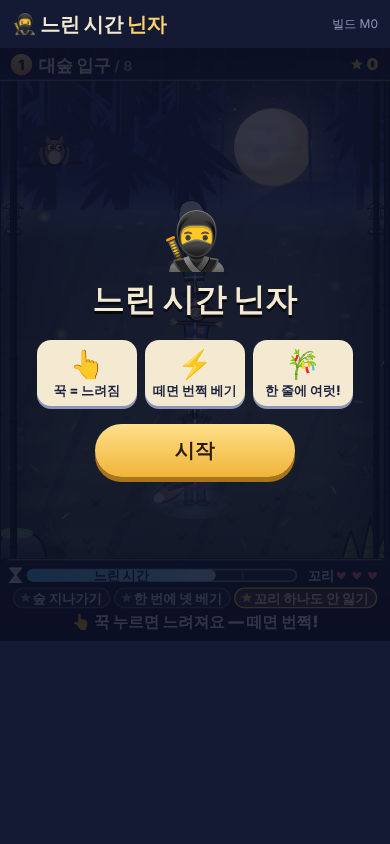 느린 시간 닌자
빌드 M0
1 대숲 입구 / 8
★ 0
느린 시간 닌자
꾹 = 느려짐
떼면 번쩍 베기
한 줄에 여럿!
시작
느린 시간
꼬리 ♥ ♥ ♥
★ 숲 지나가기
★ 한 번에 넷 베기
★ 꼬리 하나도 안 잃기
꾹 누르면 느려져요 — 떼면 번쩍!